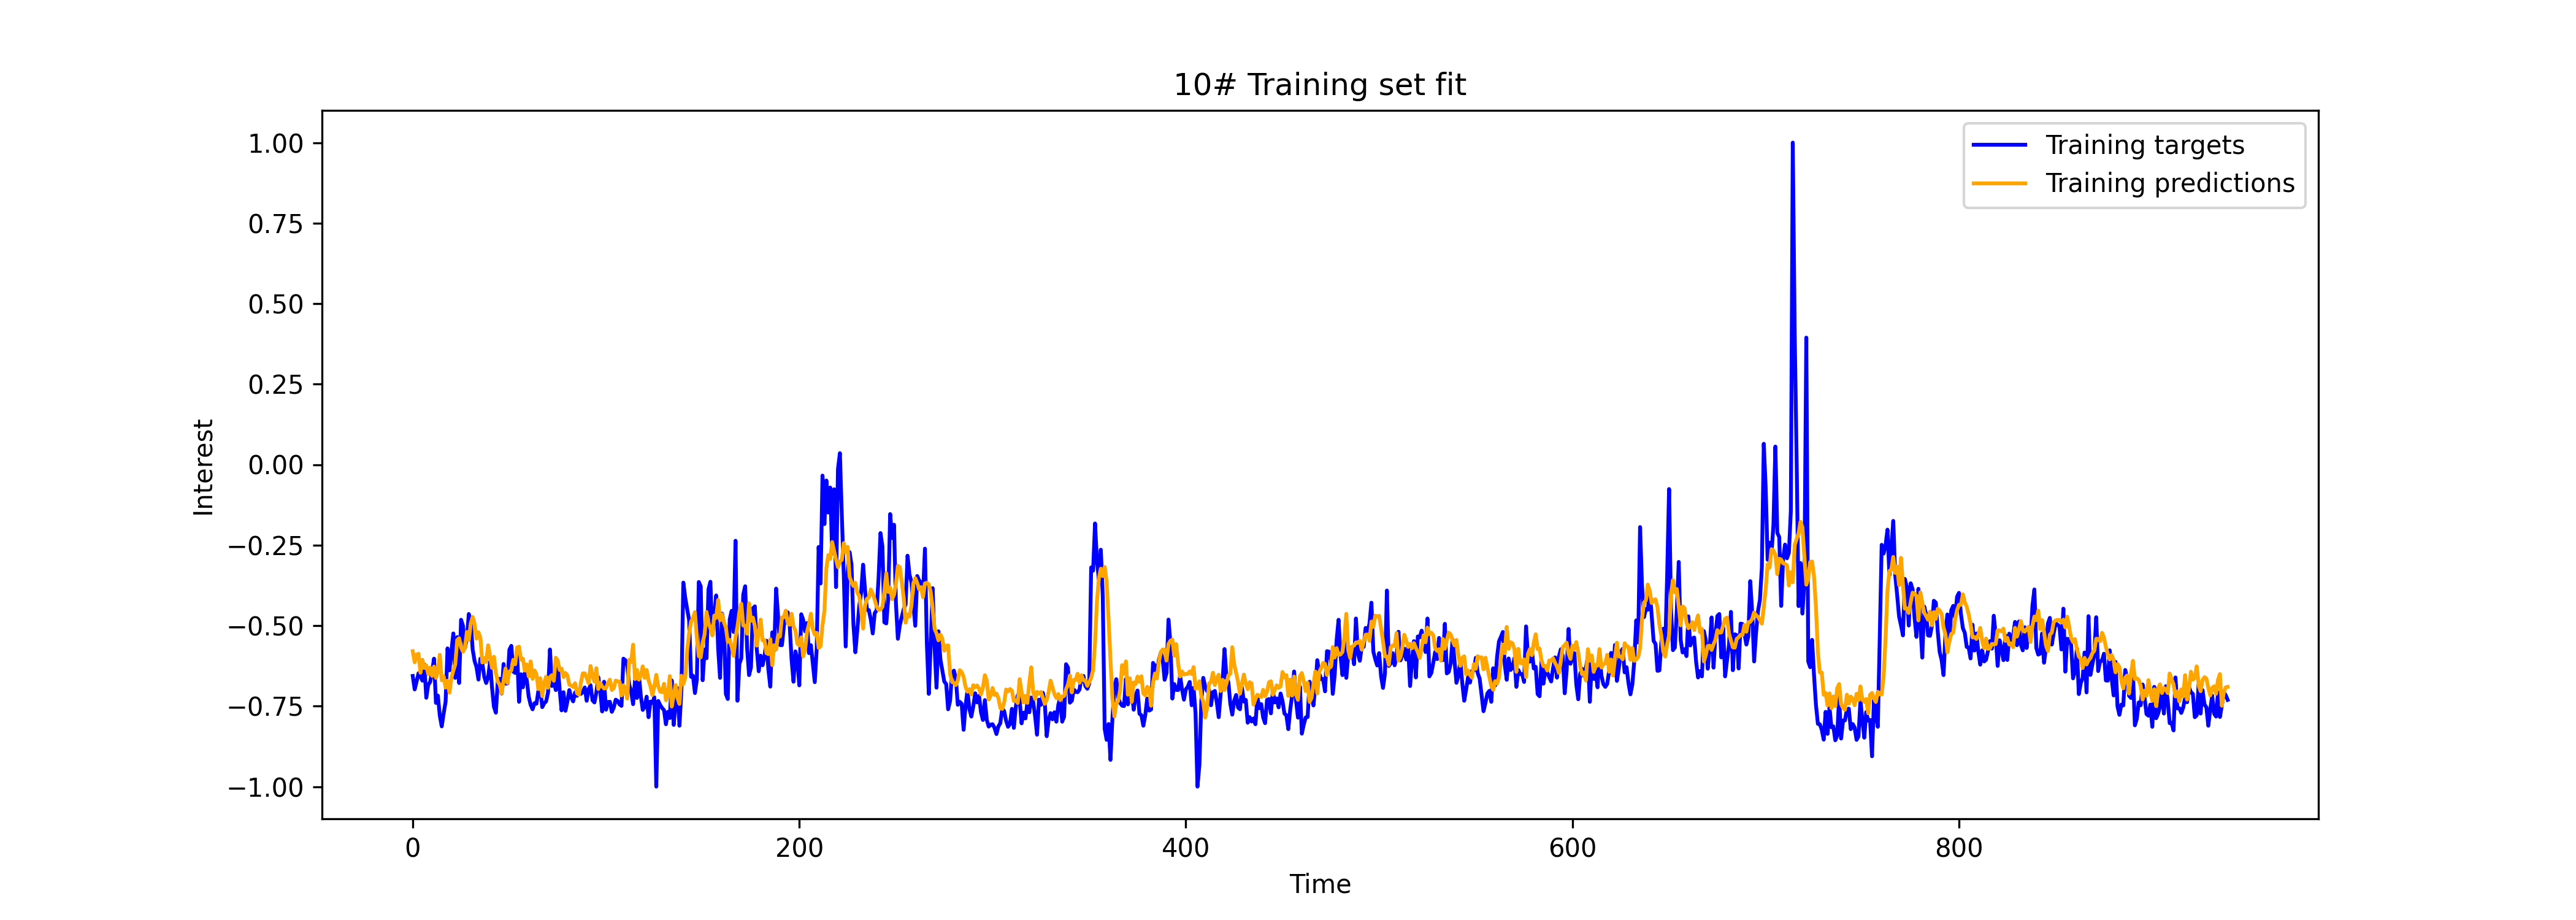 10# Training set fit
Training targets
Training predictions
1.00
0.75
0.50
0.25
0.00
−0.25
−0.50
−0.75
−1.00
Interest
0 200 400 600 800
Time